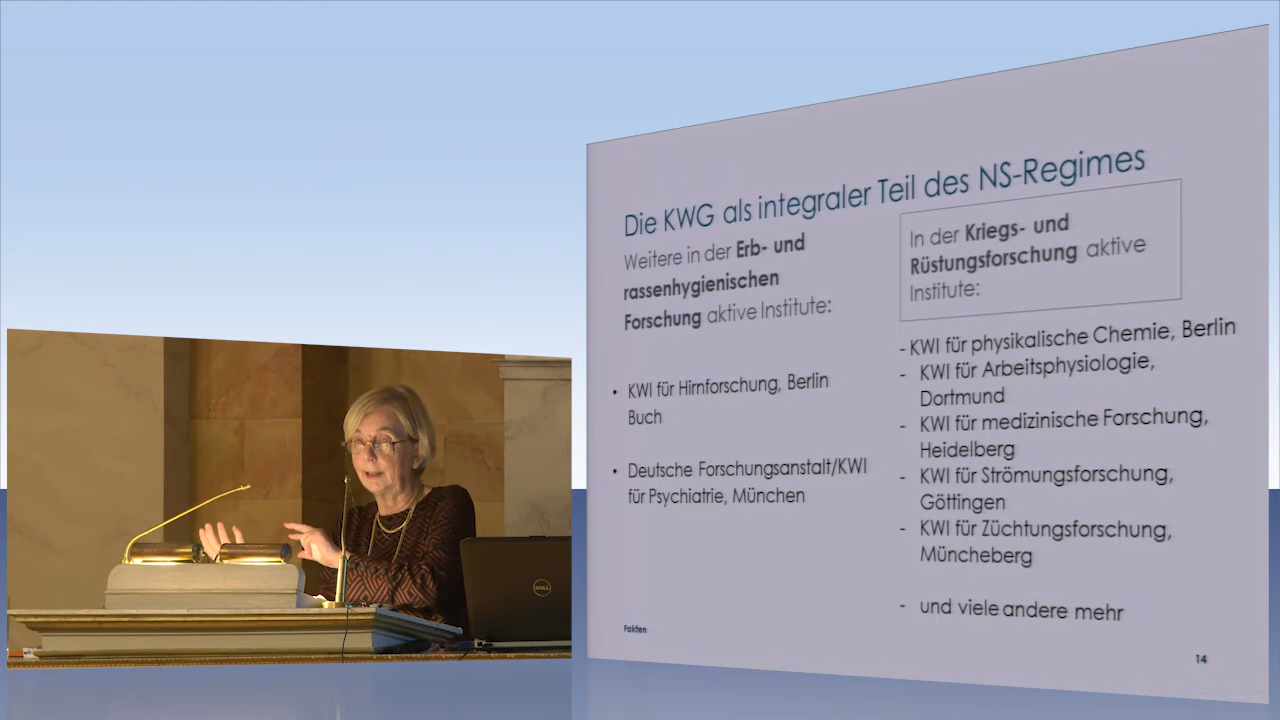 Die KWG als integraler Teil des NS-Regimes
Weitere in der Erb- und
rassenhygienischen
Forschung aktive Institute:
• KWI für Hirnforschung, Berlin
Buch
• Deutsche Forschungsanstalt/KWI
für Psychiatrie, München
In der Kriegs- und
Rüstungsforschung aktive
Institute:
- KWI für physikalische Chemie, Berlin
- KWI für Arbeitsphysiologie,
Dortmund
- KWI für medizinische Forschung,
Heidelberg
- KWI für Strömungsforschung,
Göttingen
- KWI für Züchtungsforschung,
Müncheberg
- und viele andere mehr
Fakten
14
DELL